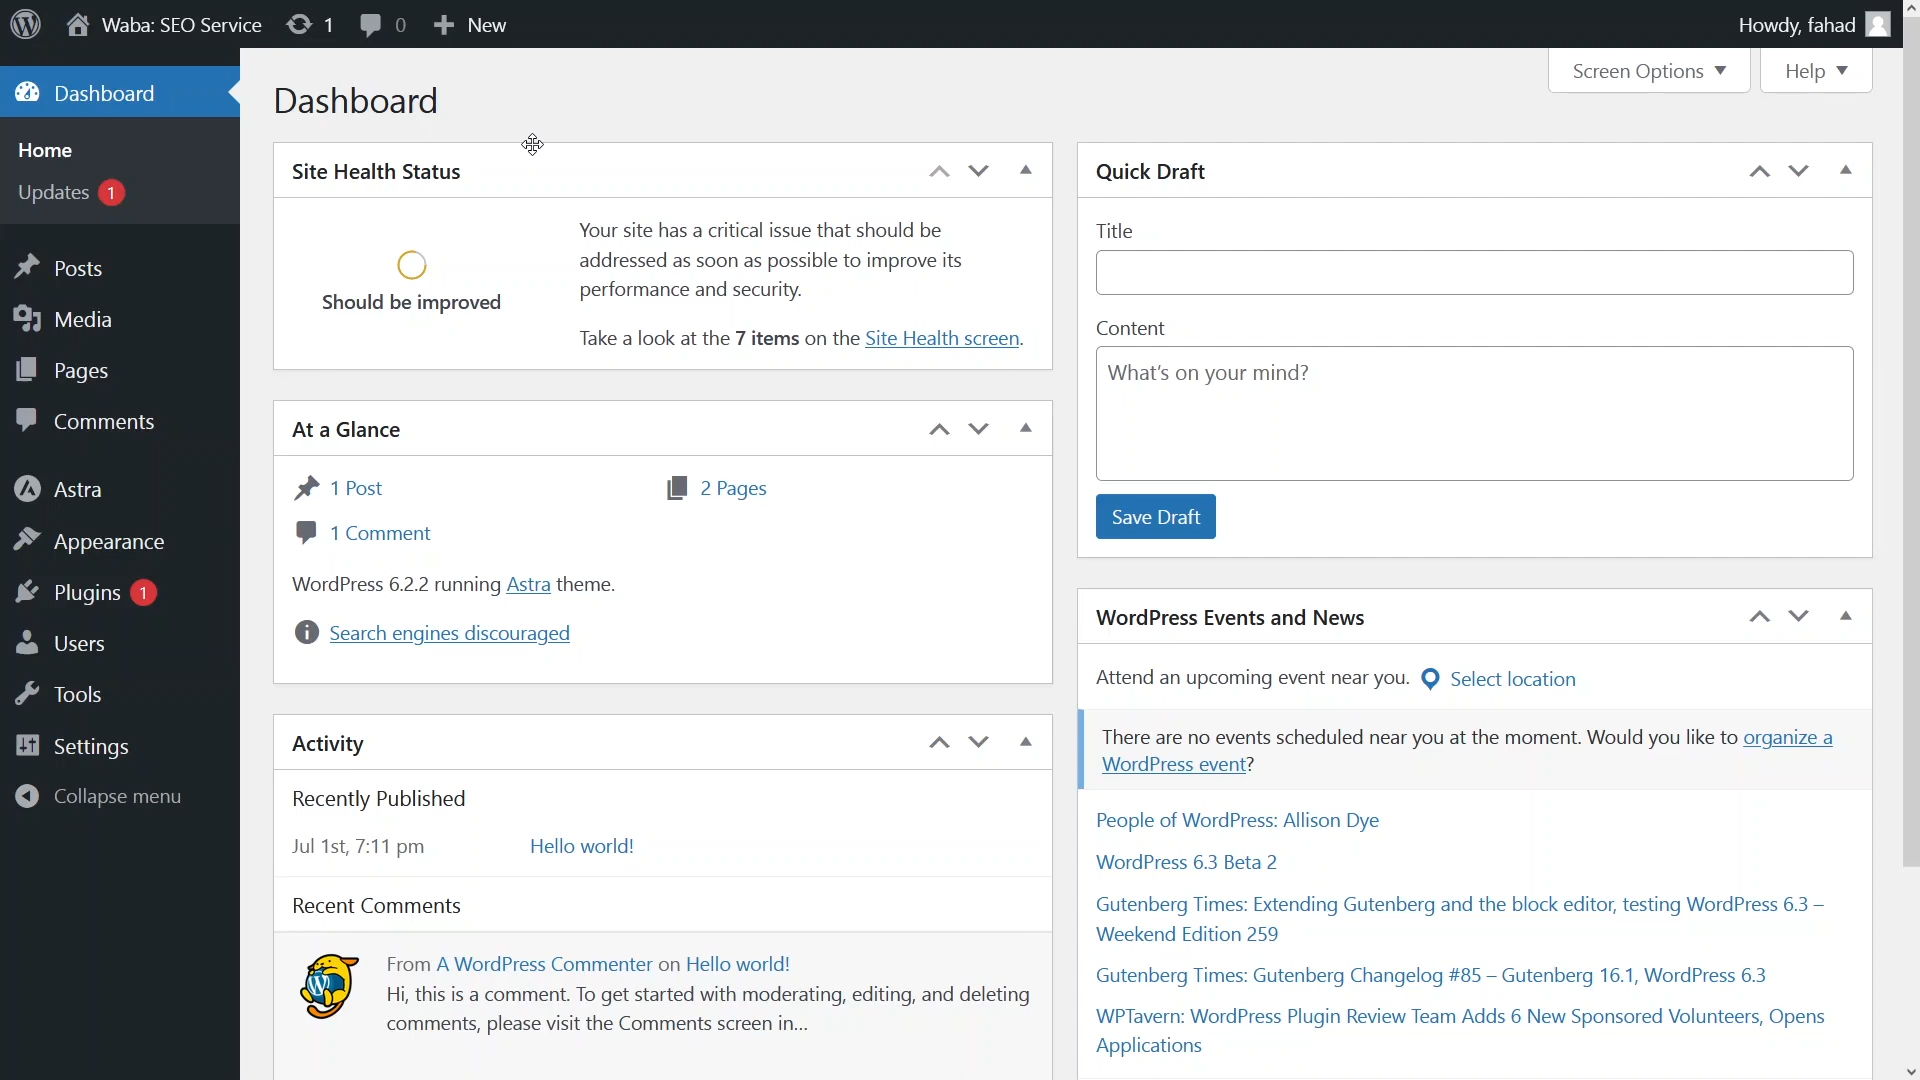 Waba: SEO Service
1
0
New
Howdy, fahad
Dashboard
Home
Updates 1
Posts
Media
Pages
Comments
Astra
Appearance
Plugins 1
Users
Tools
Settings
Collapse menu
Screen Options
Help
Dashboard
Site Health Status
Should be improved
Your site has a critical issue that should be
addressed as soon as possible to improve its
performance and security.
Take a look at the 7 items on the Site Health screen.
At a Glance
1 Post
2 Pages
1 Comment
WordPress 6.2.2 running Astra theme.
Search engines discouraged
Activity
Recently Published
Jul 1st, 7:11 pm
Hello world!
Recent Comments
From A WordPress Commenter on Hello world!
Hi, this is a comment. To get started with moderating, editing, and deleting
comments, please visit the Comments screen in...
Quick Draft
Title
Content
What's on your mind?
Save Draft
WordPress Events and News
Attend an upcoming event near you. Select location
There are no events scheduled near you at the moment. Would you like to organize a
WordPress event?
People of WordPress: Allison Dye
WordPress 6.3 Beta 2
Gutenberg Times: Extending Gutenberg and the block editor, testing WordPress 6.3 –
Weekend Edition 259
Gutenberg Times: Gutenberg Changelog #85 – Gutenberg 16.1, WordPress 6.3
WPTavern: WordPress Plugin Review Team Adds 6 New Sponsored Volunteers, Opens
Applications